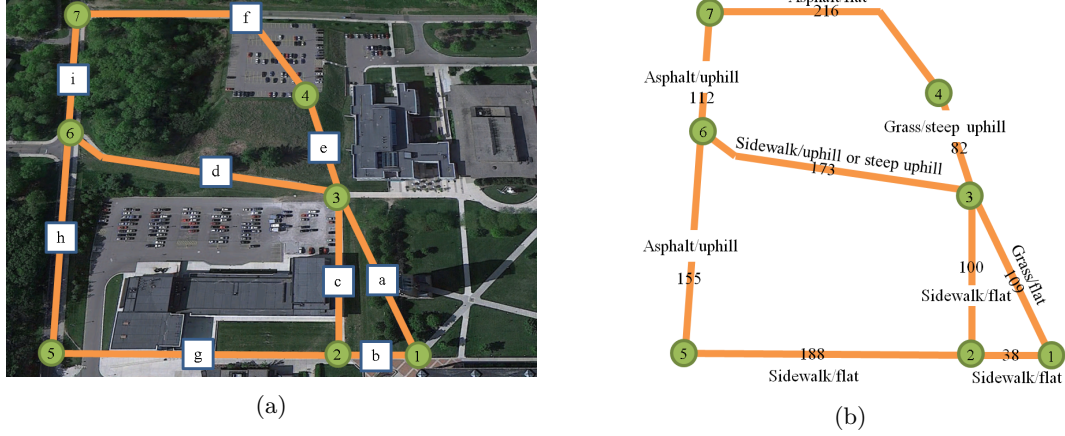 7
f
i
4
6
e
d
3
h
c
a
5
g
2
b
1
(a)
Asphalt/flat
216
7
Asphalt/uphill
112
4
Grass/steep uphill
82
6
Sidewalk/uphill or steep uphill
173
3
Asphalt/uphill
155
100
Sidewalk/flat
Grass/flat
109
5
188
2
38
1
Sidewalk/flat
Sidewalk/flat
(b)